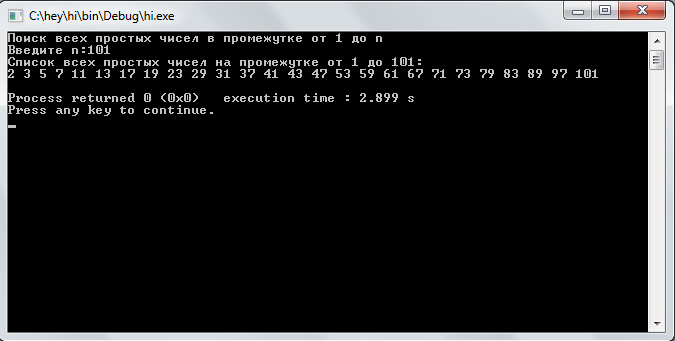 C:\hey\hi\bin\Debug\hi.exe
Поиск всех простых чисел в промежутке от 1 до n
Введите n:101
Список всех простых чисел на промежутке от 1 до 101:
2 3 5 7 11 13 17 19 23 29 31 37 41 43 47 53 59 61 67 71 73 79 83 89 97 101
Process returned 0 (0x0)   execution time : 2.899 s
Press any key to continue.